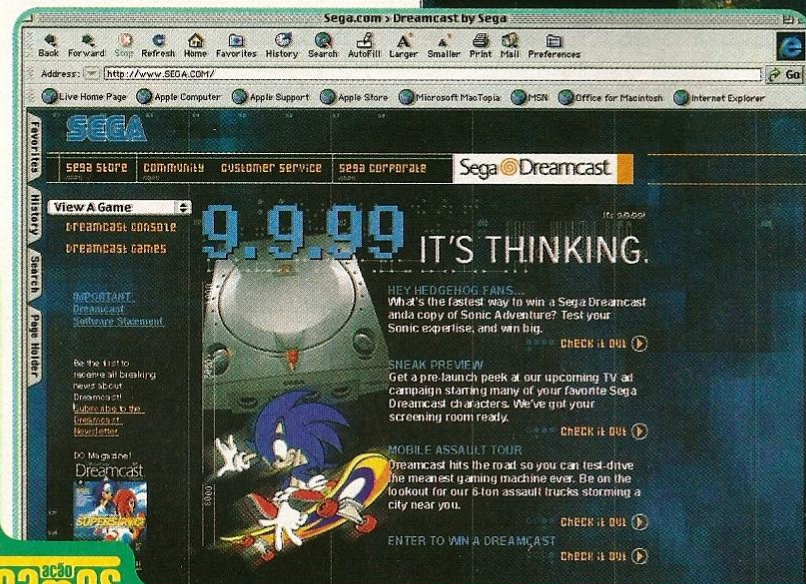 Sega.com > Dreamcast by Sega
Back Forward Stop Refresh Home Favorites History Search AutoFill Larger Smaller Print Mail Preferences
Address: http://www.SEGA.COM/ Go
Live Home Page Apple Computer Apple Support Apple Store Microsoft MacTopia MSN Office for Macintosh Internet Explorer
Favorites
History
Search
Page Holder
SEGA
sega store community customer service sega corporate Sega Dreamcast
View A Game
Dreamcast console
Dreamcast Games
IMPORTANT
Dreamcast
Software Statement
Be the first to
receive all breaking
news about
Dreamcast!
Subscribe to the
Dreamcast
Newsletter
DC Magazine!
Dreamcast
SUPERSONIC!
It's 9.9.99!
9.9.99 IT'S THINKING.
HEY HEDGEHOG FANS...
What's the fastest way to win a Sega Dreamcast
anda copy of Sonic Adventure? Test your
Sonic expertise, and win big.
Check it out
SNEAK PREVIEW
Get a pre-launch peek at our upcoming TV ad
campaign starring many of your favorite Sega
Dreamcast characters. We've got your
screening room ready.
Check it out
MOBILE ASSAULT TOUR
Dreamcast hits the road so you can test-drive
the meanest gaming machine ever. Be on the
lookout for our 6-ton assault trucks storming a
city near you.
Check it out
ENTER TO WIN A DREAMCAST
Check it out
ação
games